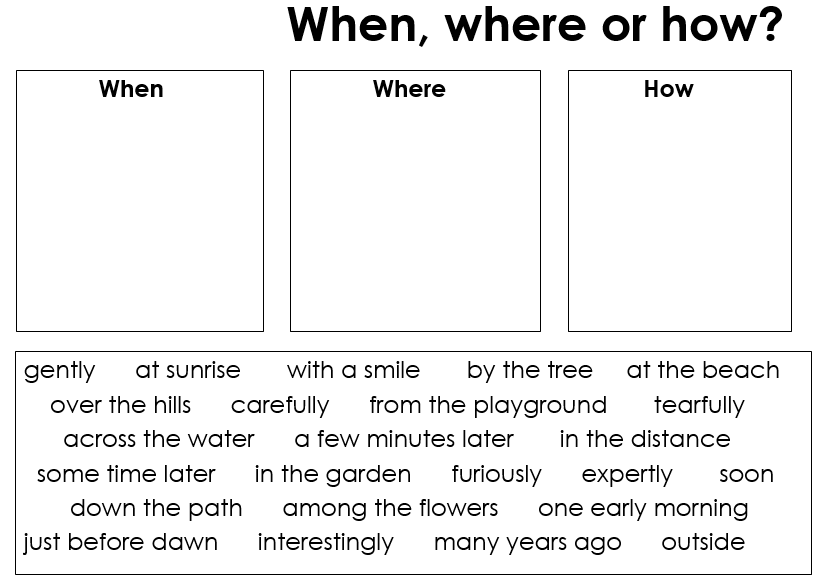 When, where or how?
When Where How
gently at sunrise with a smile by the tree at the beach
over the hills carefully from the playground tearfully
across the water a few minutes later in the distance
some time later in the garden furiously expertly soon
down the path among the flowers one early morning
just before dawn interestingly many years ago outside